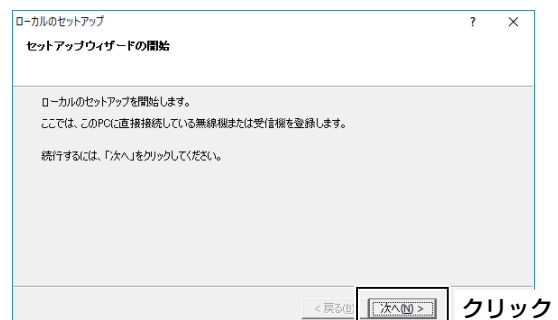 ローカルのセットアップ
? ×
セットアップウィザードの開始
ローカルのセットアップを開始します。
ここでは、このPCに直接接続している無線機または受信機を登録します。
続行するには、「次へ」をクリックしてください。
< 戻る(B) 次へ(N) > クリック